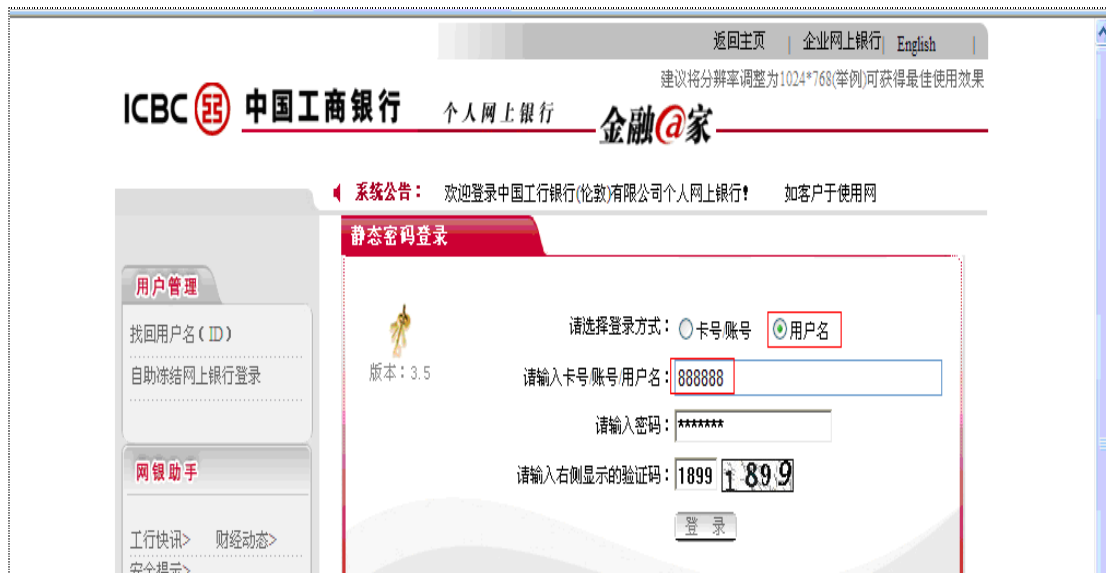 返回主页 | 企业网上银行| English |
建议将分辨率调整为1024*768(举例)可获得最佳使用效果
ICBC 中国工商银行 个人网上银行 金融@家
系统公告: 欢迎登录中国工行银行(伦敦)有限公司个人网上银行! 如客户于使用网
静态密码登录
用户管理
找回用户名(ID)
自助冻结网上银行登录
版本:3.5
请选择登录方式: 卡号/账号 用户名
请输入卡号/账号/用户名: 888888
请输入密码: *******
请输入右侧显示的验证码: 1899 1899
登 录
网银助手
工行快讯> 财经动态>
安全提示>